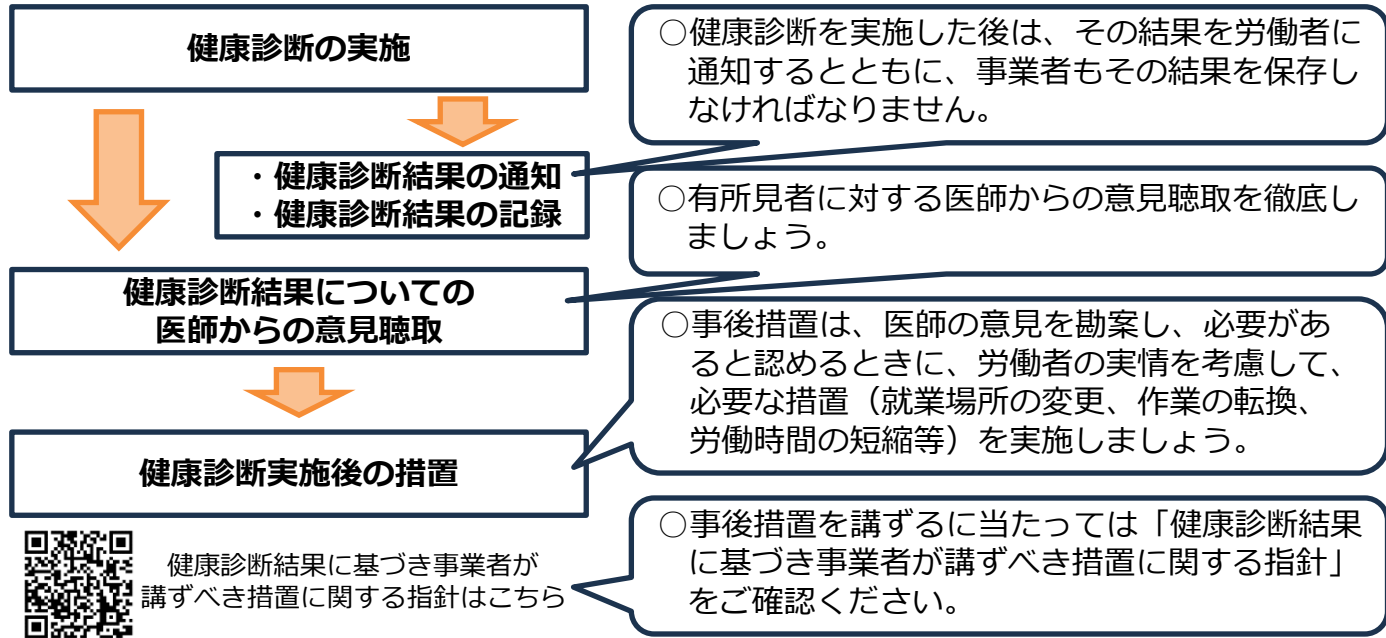 健康診断の実施
○健康診断を実施した後は、その結果を労働者に
通知するとともに、事業者もその結果を保存し
なければなりません。
・健康診断結果の通知
・健康診断結果の記録
○有所見者に対する医師からの意見聴取を徹底し
ましょう。
健康診断結果についての
医師からの意見聴取
○事後措置は、医師の意見を勘案し、必要があ
ると認めるときに、労働者の実情を考慮して、
必要な措置（就業場所の変更、作業の転換、
労働時間の短縮等）を実施しましょう。
健康診断実施後の措置
○事後措置を講ずるに当たっては「健康診断結果
に基づき事業者が講ずべき措置に関する指針」
をご確認ください。
健康診断結果に基づき事業者が
講ずべき措置に関する指針はこちら